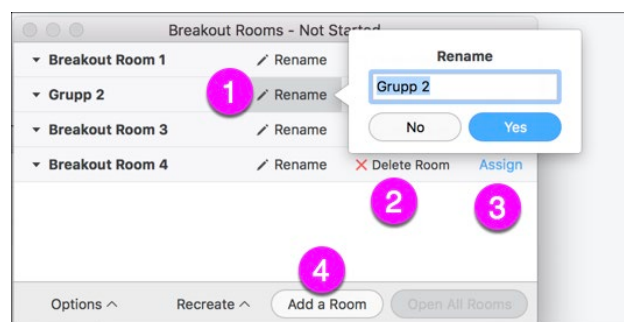 Breakout Rooms - Not Started
Breakout Room 1 Rename
Grupp 2 1 Rename
Breakout Room 3 Rename
Breakout Room 4 Rename Delete Room Assign
Rename
Grupp 2
No Yes
2 3
4
Options Recreate Add a Room Open All Rooms